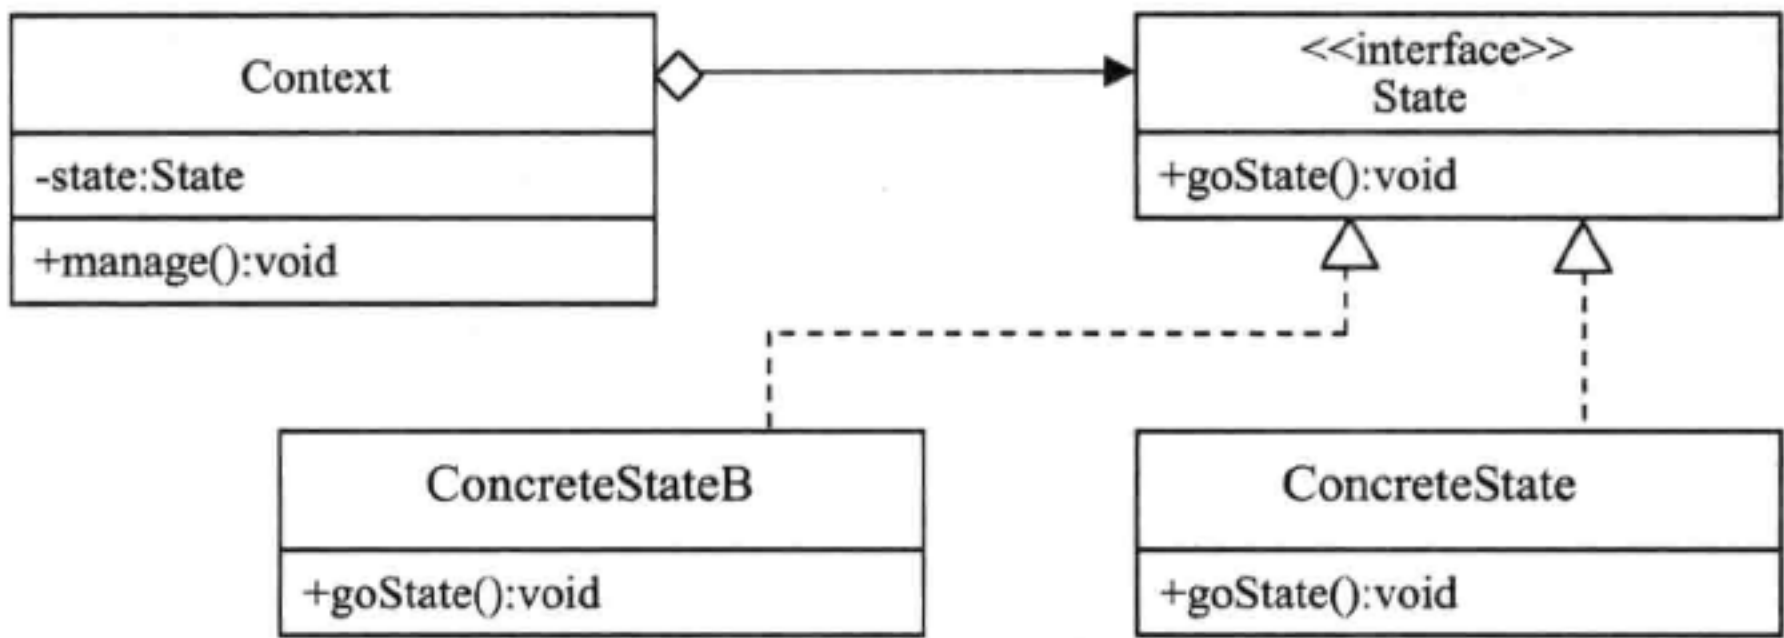 Context
-state:State
+manage():void
<<interface>>
State
+goState():void
ConcreteStateB
+goState():void
ConcreteState
+goState():void